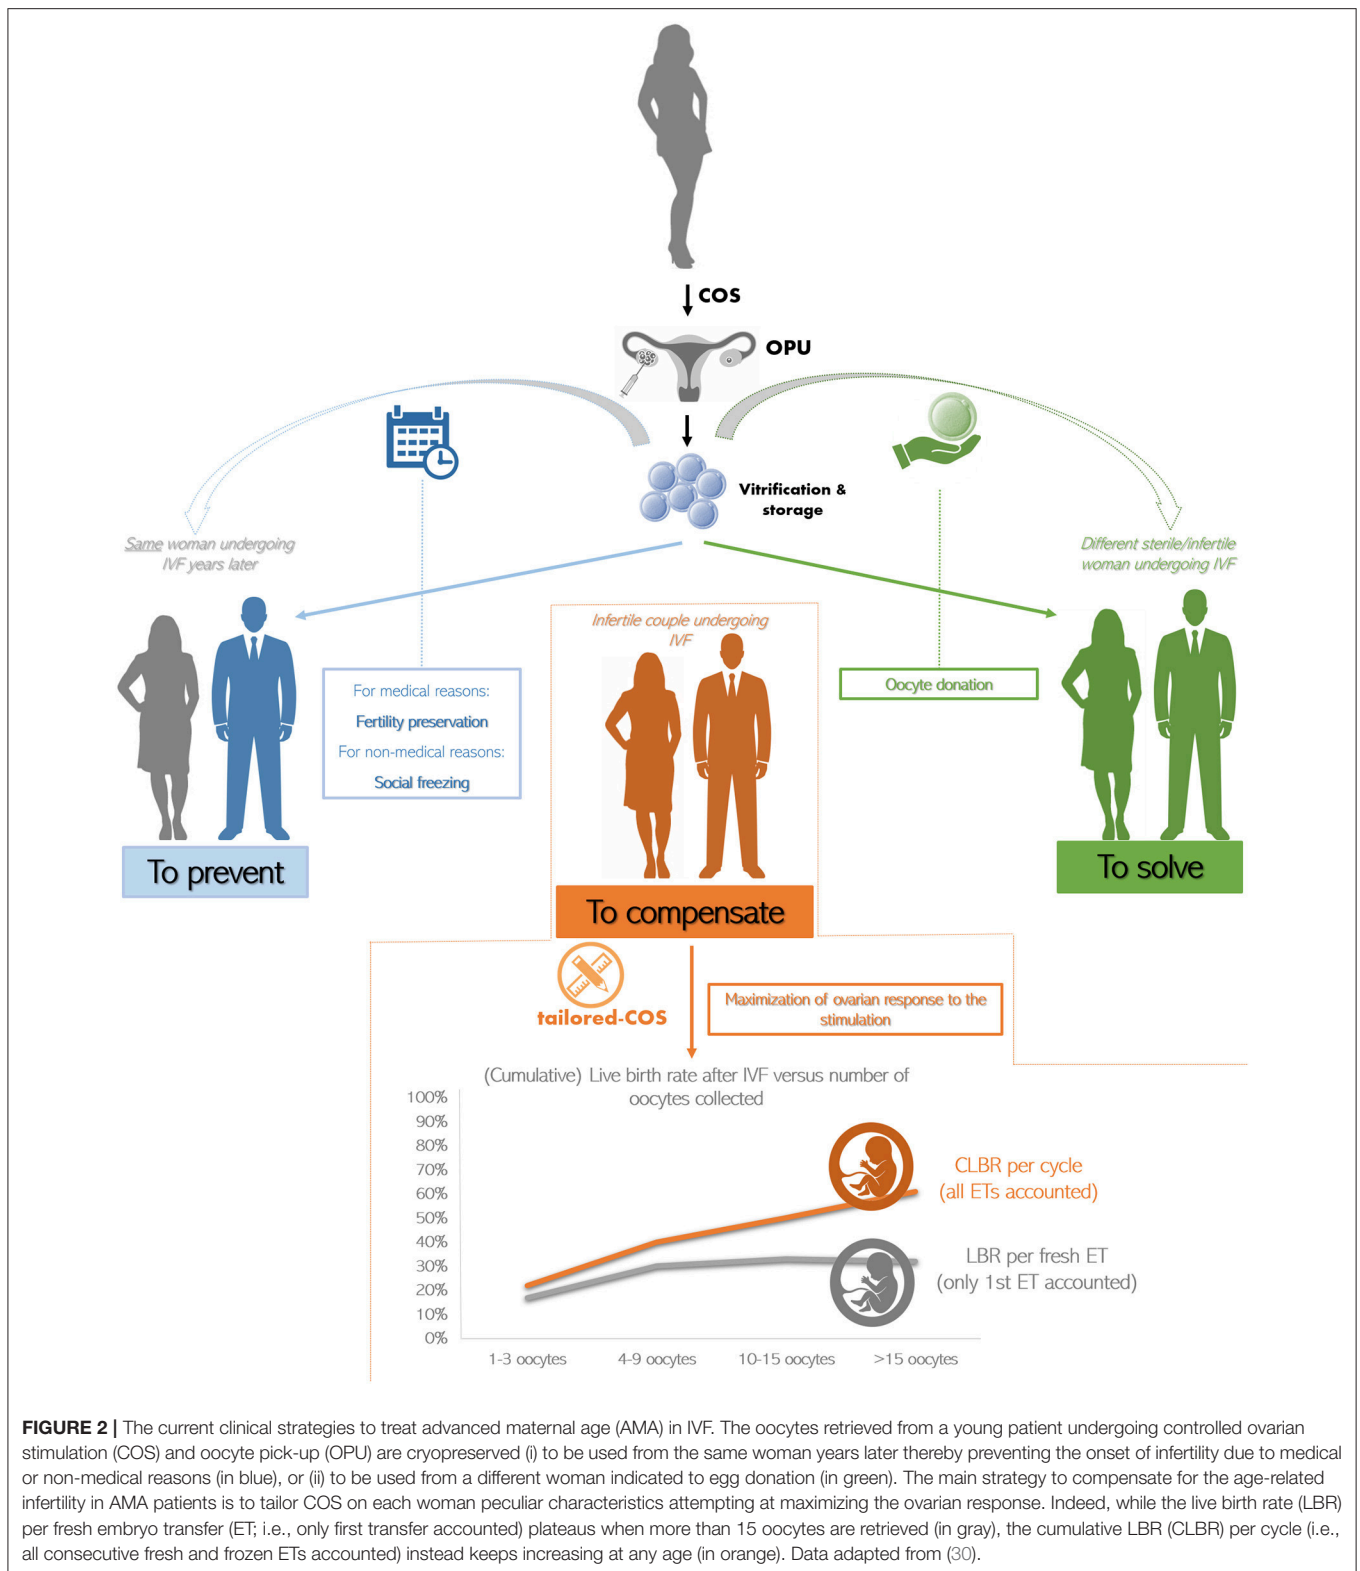 COS
OPU
Vitrification &
storage
Same woman undergoing
IVF years later
Different sterile/infertile
woman undergoing IVF
Infertile couple undergoing
IVF
For medical reasons:
Fertility preservation
For non-medical reasons:
Social freezing
Oocyte donation
To prevent
To compensate
To solve
tailored-COS
Maximization of ovarian response to the
stimulation
(Cumulative) Live birth rate after IVF versus number of
oocytes collected
100%
90%
80%
70%
60%
50%
40%
30%
20%
10%
0%
CLBR per cycle
(all ETs accounted)
LBR per fresh ET
(only 1st ET accounted)
1-3 oocytes
4-9 oocytes
10-15 oocytes
>15 oocytes
FIGURE 2 | The current clinical strategies to treat advanced maternal age (AMA) in IVF. The oocytes retrieved from a young patient undergoing controlled ovarian
stimulation (COS) and oocyte pick-up (OPU) are cryopreserved (i) to be used from the same woman years later thereby preventing the onset of infertility due to medical
or non-medical reasons (in blue), or (ii) to be used from a different woman indicated to egg donation (in green). The main strategy to compensate for the age-related
infertility in AMA patients is to tailor COS on each woman peculiar characteristics attempting at maximizing the ovarian response. Indeed, while the live birth rate (LBR)
per fresh embryo transfer (ET; i.e., only first transfer accounted) plateaus when more than 15 oocytes are retrieved (in gray), the cumulative LBR (CLBR) per cycle (i.e.,
all consecutive fresh and frozen ETs accounted) instead keeps increasing at any age (in orange). Data adapted from (30).